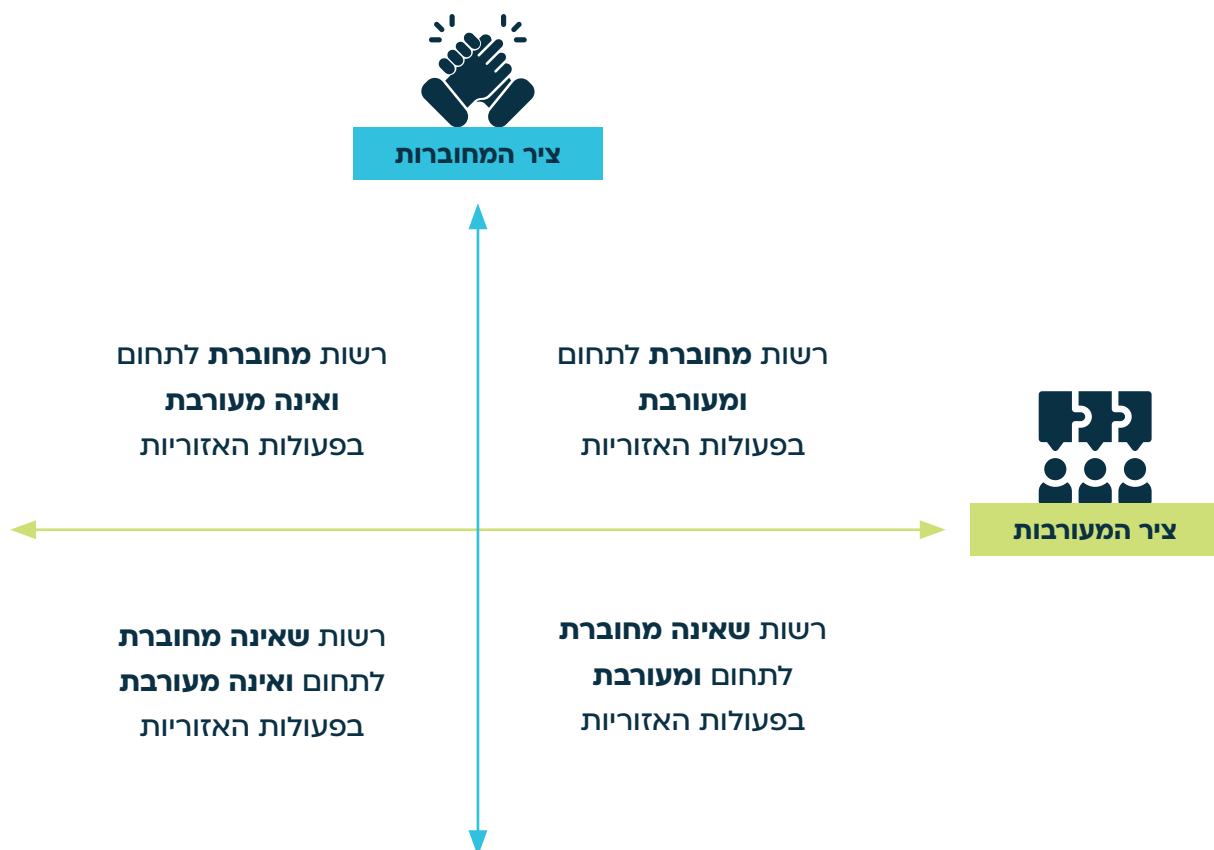 ציר המחוברות
רשות מחוברת לתחום
ומעורבת
בפעולות האזוריות
רשות מחוברת לתחום
ואינה מעורבת
בפעולות האזוריות
ציר המעורבות
רשות שאינה מחוברת
לתחום ומעורבת
בפעולות האזוריות
רשות שאינה מחוברת
לתחום ואינה מעורבת
בפעולות האזוריות